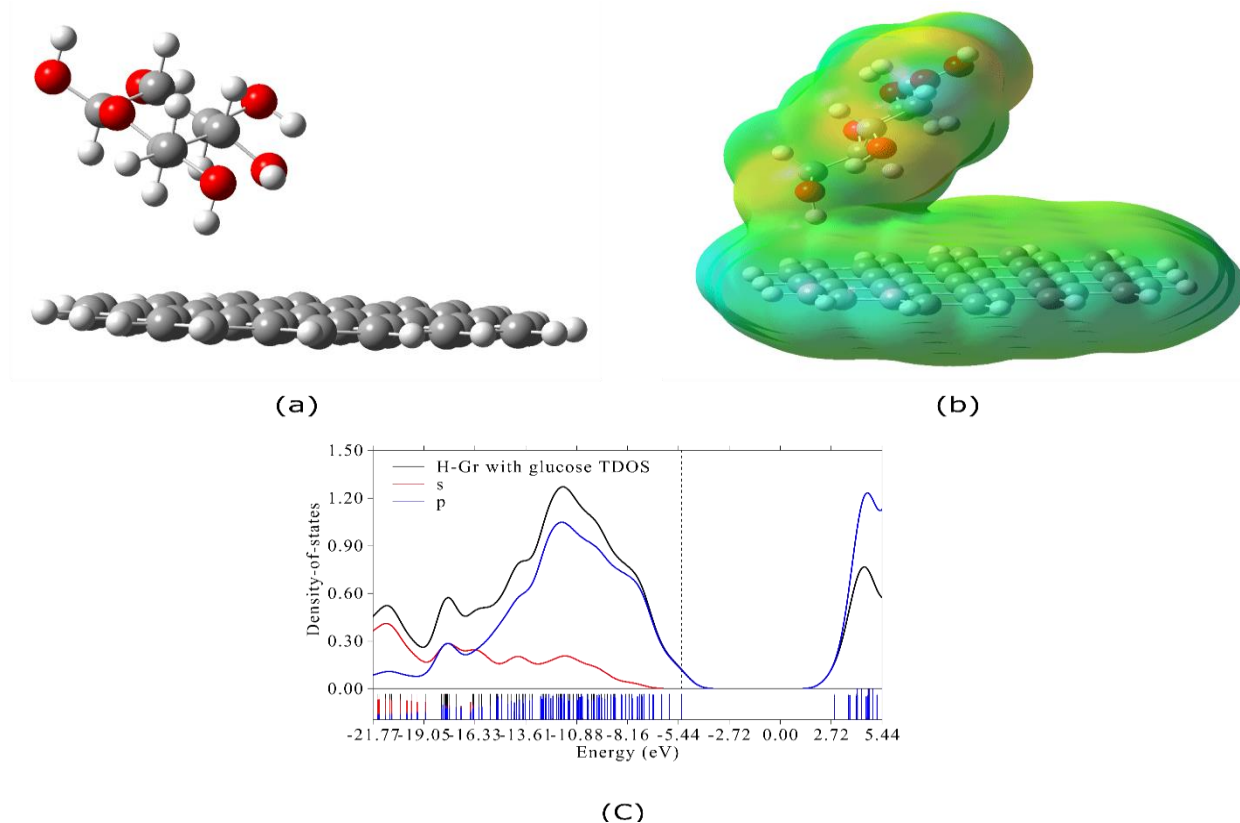 (a)
(b)
1.50
1.20
0.90
0.60
0.30
0.00
Density-of-states
H-Gr with glucose TDOS
s
p
-21.77 -19.05 -16.33 -13.61 -10.88 -8.16 -5.44 -2.72 0.00 2.72 5.44
Energy (eV)
(C)